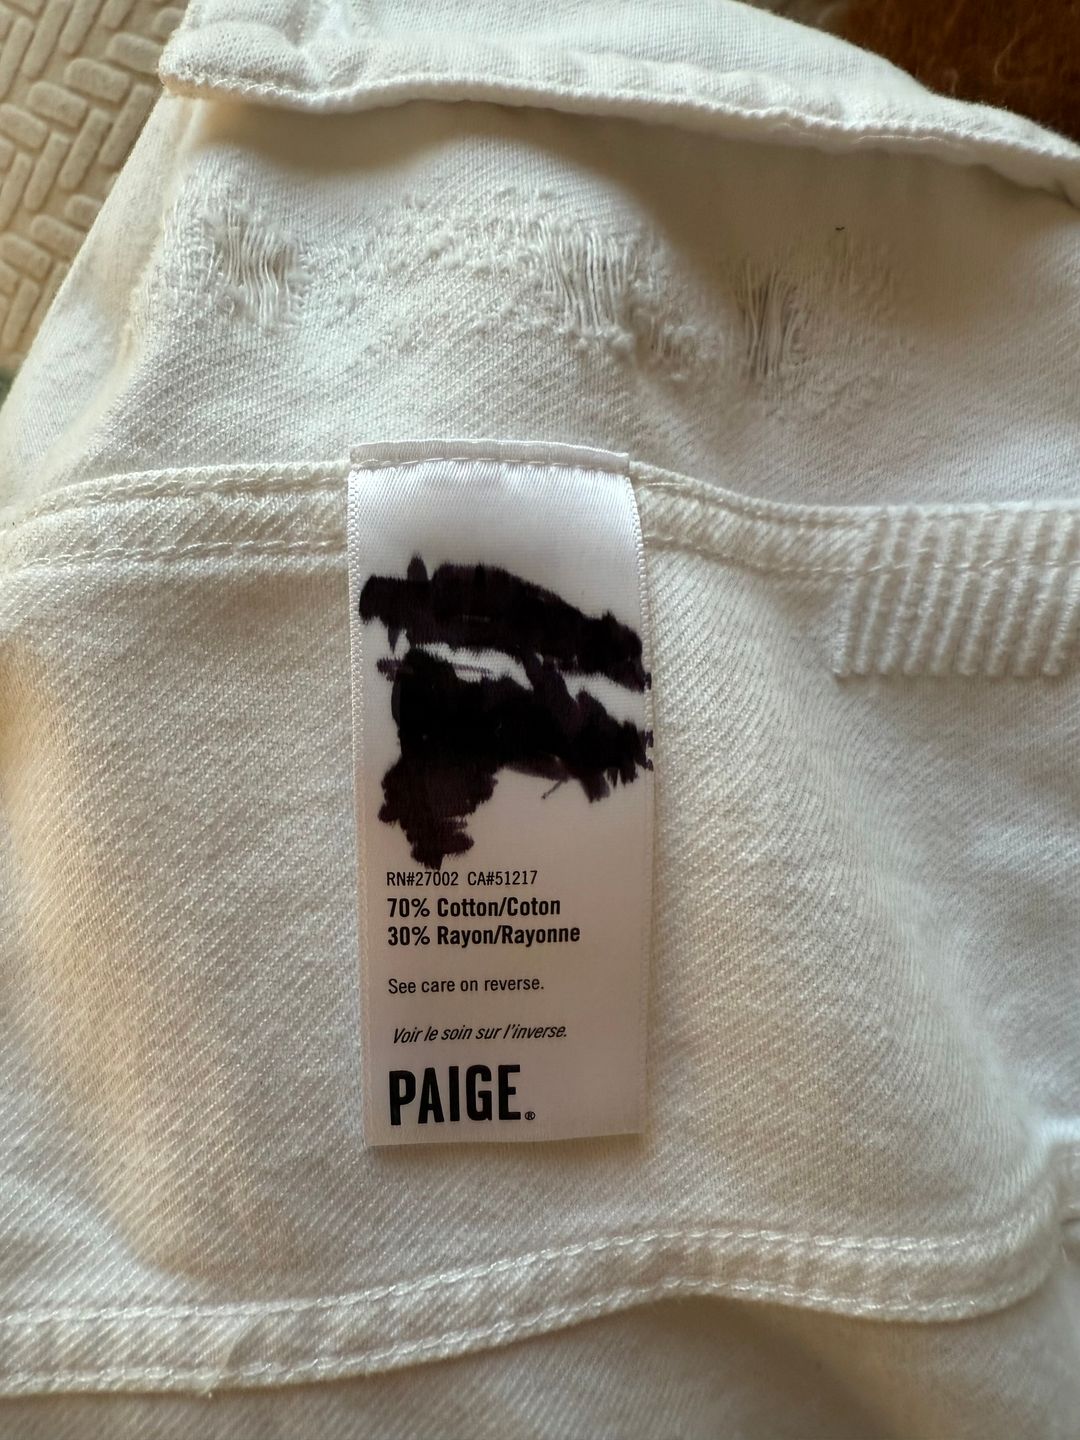 RN#27002 CA#51217
70% Cotton/Coton
30% Rayon/Rayonne
See care on reverse.
Voir le soin sur l'inverse.
PAIGE®